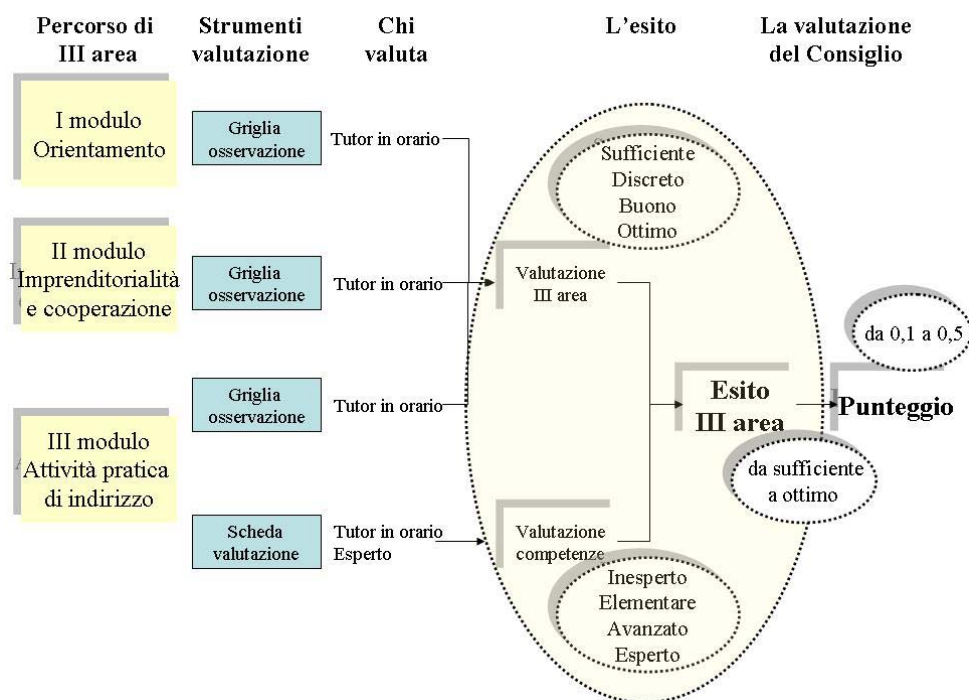 Percorso di
III area
Strumenti
valutazione
Chi
valuta
L'esito
La valutazione
del Consiglio
I modulo
Orientamento
Griglia
osservazione
Tutor in orario
Sufficiente
Discreto
Buono
Ottimo
II modulo
Imprenditorialità
e cooperazione
Griglia
osservazione
Tutor in orario
Valutazione
III area
da 0,1 a 0,5
Griglia
osservazione
Tutor in orario
Esito
III area
Punteggio
III modulo
Attività pratica
di indirizzo
da sufficiente
a ottimo
Scheda
valutazione
Tutor in orario
Esperto
Valutazione
competenze
Inesperto
Elementare
Avanzato
Esperto